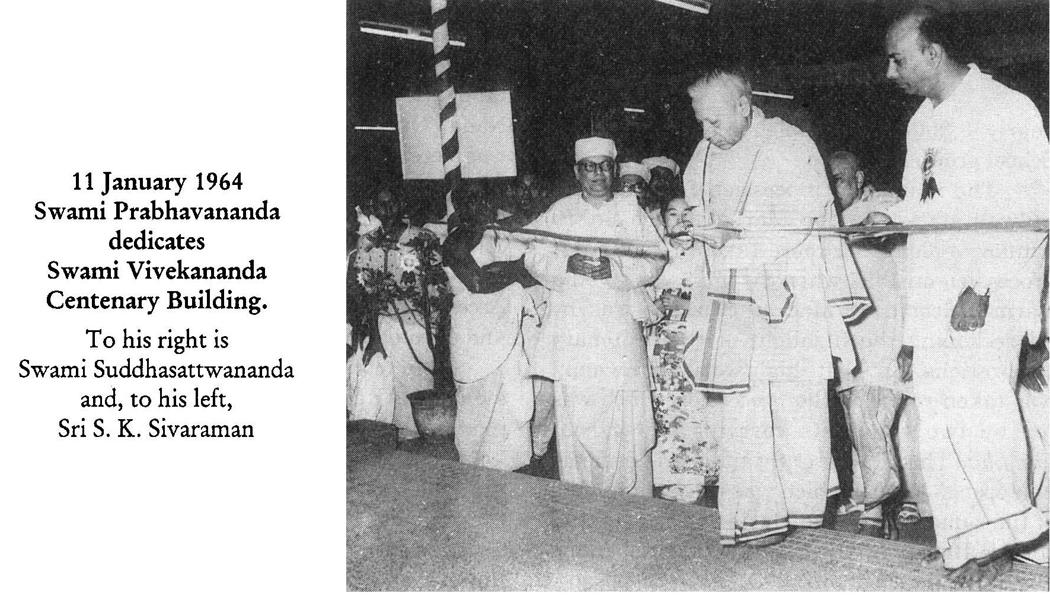 11 January 1964
Swami Prabhavananda
dedicates
Swami Vivekananda
Centenary Building.
To his right is
Swami Suddhasattwananda
and, to his left,
Sri S. K. Sivaraman